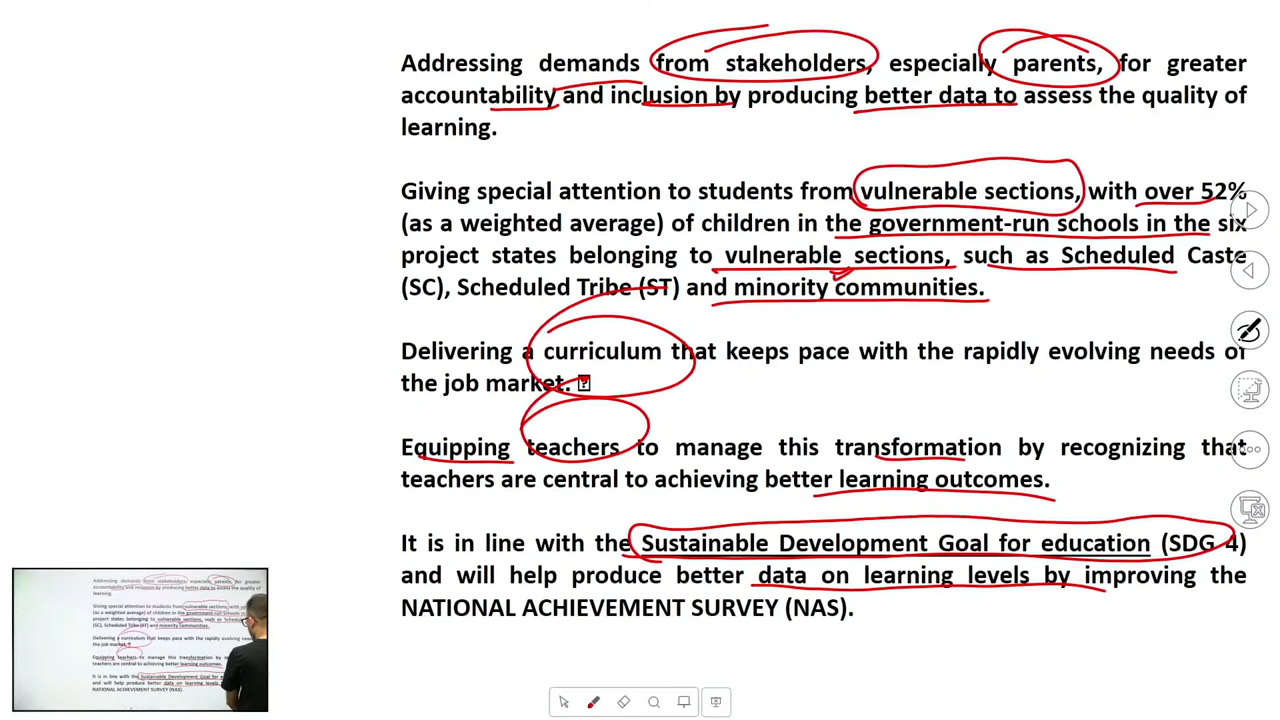 Addressing demands from stakeholders, especially parents, for greater
accountability and inclusion by producing better data to assess the quality of
learning.
Giving special attention to students from vulnerable sections, with over 52%
(as a weighted average) of children in the government-run schools in the six
project states belonging to vulnerable sections, such as Scheduled Caste
(SC), Scheduled Tribe (ST) and minority communities.
Delivering a curriculum that keeps pace with the rapidly evolving needs of
the job market. 
Equipping teachers to manage this transformation by recognizing that
teachers are central to achieving better learning outcomes.
It is in line with the Sustainable Development Goal for education (SDG 4)
and will help produce better data on learning levels by improving the
NATIONAL ACHIEVEMENT SURVEY (NAS).